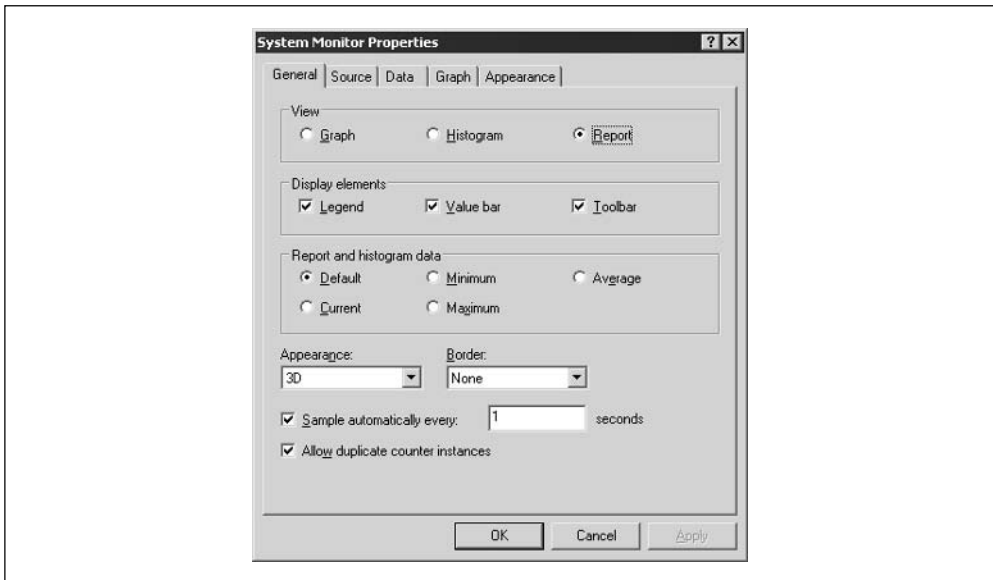 System Monitor Properties
General Source Data Graph Appearance
View
Graph Histogram Report
Display elements
Legend Value bar Toolbar
Report and histogram data
Default Minimum Average
Current Maximum
Appearance: Border:
3D None
Sample automatically every: 1 seconds
Allow duplicate counter instances
OK Cancel Apply